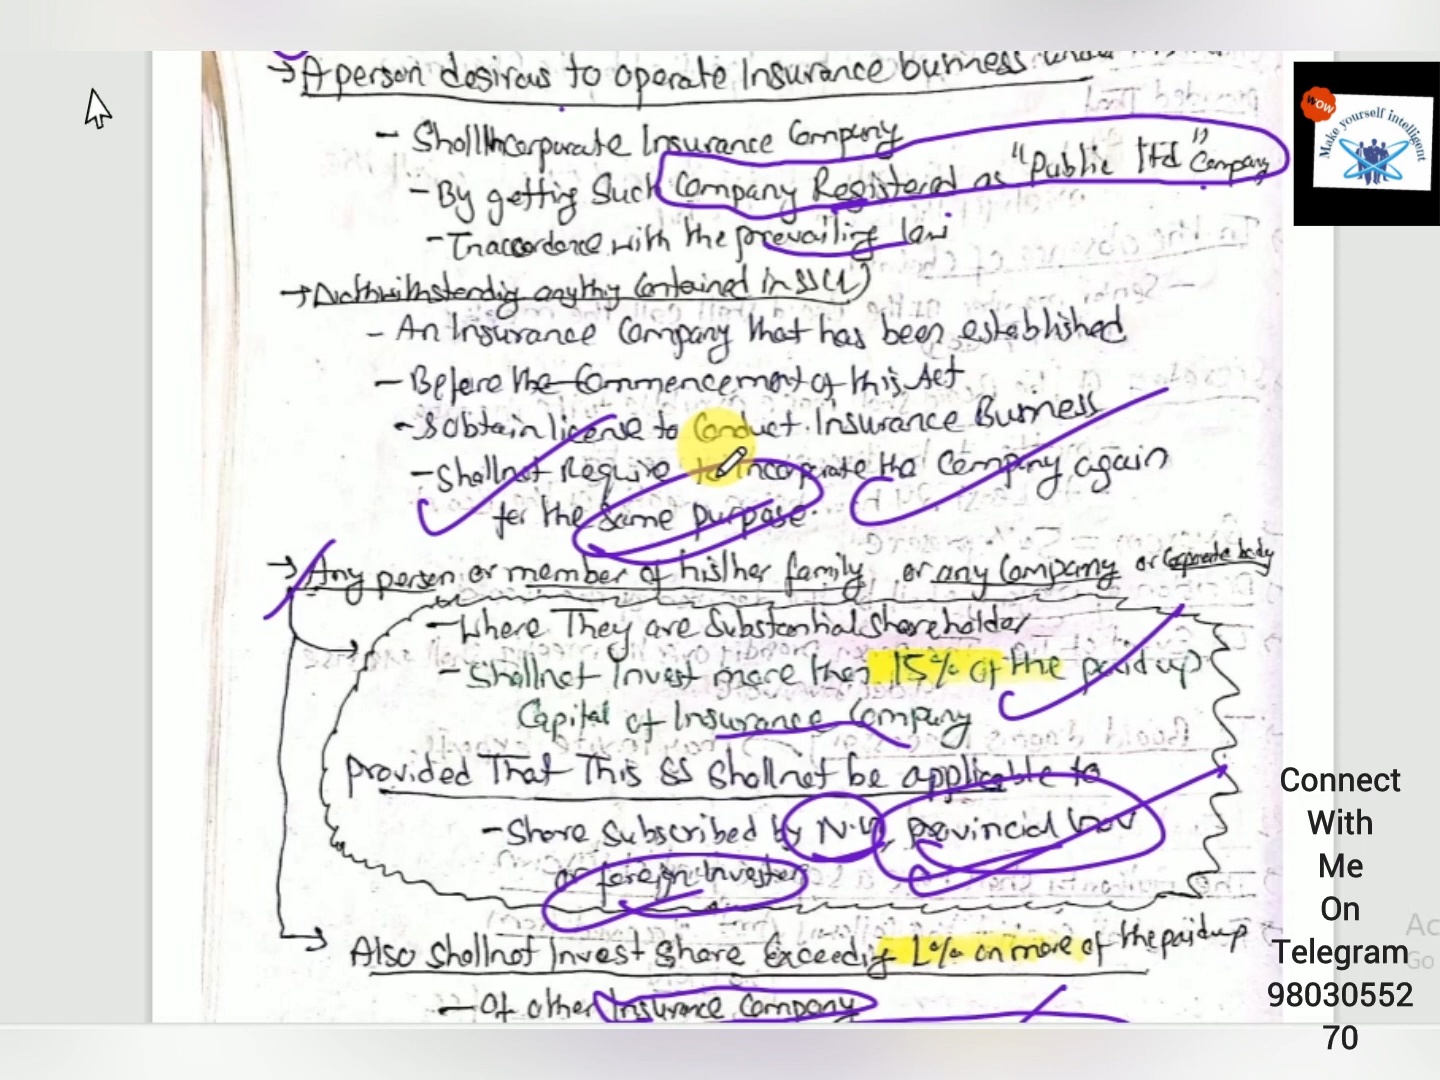 → A person desirous to operate Insurance business under
- Shall Incorporate Insurance Company
- By getting Such Company Registered as "Public ltd" Company
- In accordance with the prevailing law
→ Nothwithstanding anything Contained in SS(1)
- An Insurance Company that has been established
- Before the Commencement of this Act
- & obtain license to Conduct Insurance Business
- Shall not Require to incorporate the Company again
for the same purpose.
→ Any person or member of his/her family or any Company or Corporate body
- Where They are Substantial shareholder
- Shall not Invest more then 15% of the paid up
Capital of Insurance Company
provided That This SS Shall not be applicable to
- Share Subscribed by N.G, provincial Gov
or foreign Investor
→ Also Shall not Invest Share Exceeding 1% or more of the paid up
- Of other Insurance Company
WOW
Make yourself intelligent
Connect
With
Me
On
Telegram
98030552
70